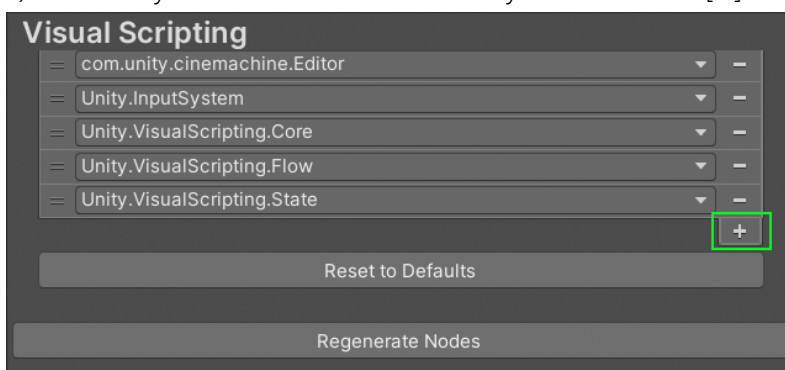 Visual Scripting
com.unity.cinemachine.Editor
Unity.InputSystem
Unity.VisualScripting.Core
Unity.VisualScripting.Flow
Unity.VisualScripting.State
+
Reset to Defaults
Regenerate Nodes